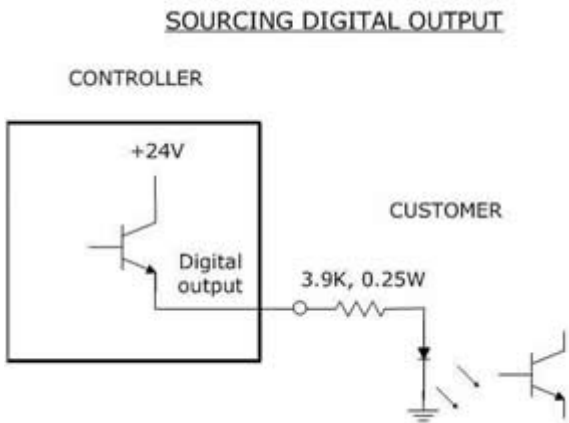 SOURCING DIGITAL OUTPUT
CONTROLLER
+24V
CUSTOMER
Digital
output
3.9K, 0.25W